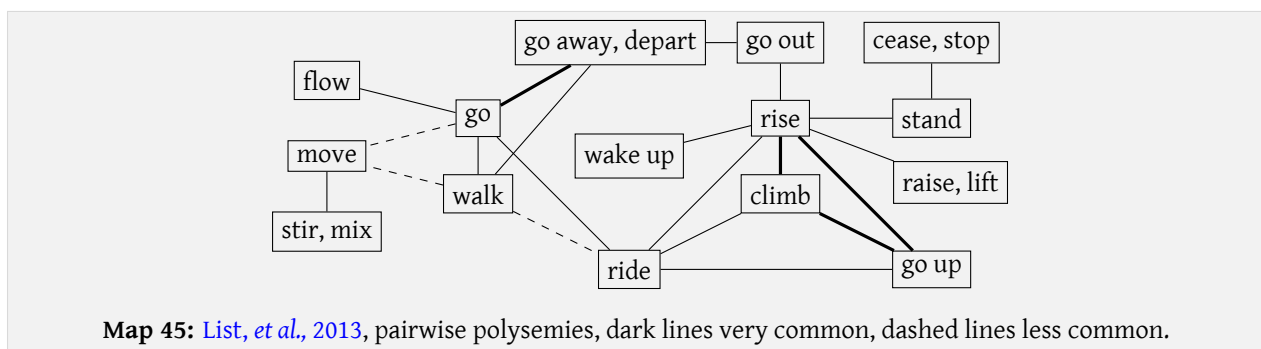 go away, depart
go out
cease, stop
flow
go
rise
stand
move
wake up
raise, lift
walk
climb
stir, mix
ride
go up
Map 45: List, et al., 2013, pairwise polysemies, dark lines very common, dashed lines less common.